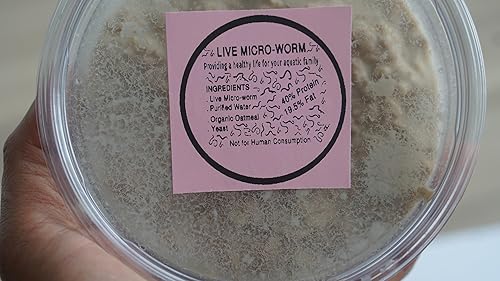 LIVE MICRO-WORM
Providing a healthy life for your aquatic family
INGREDIENTS
. Live Micro-worm
. Purified Water
. Organic Oatmeal
. Yeast
40% Protein
19.5% Fat
Not for Human Consumption